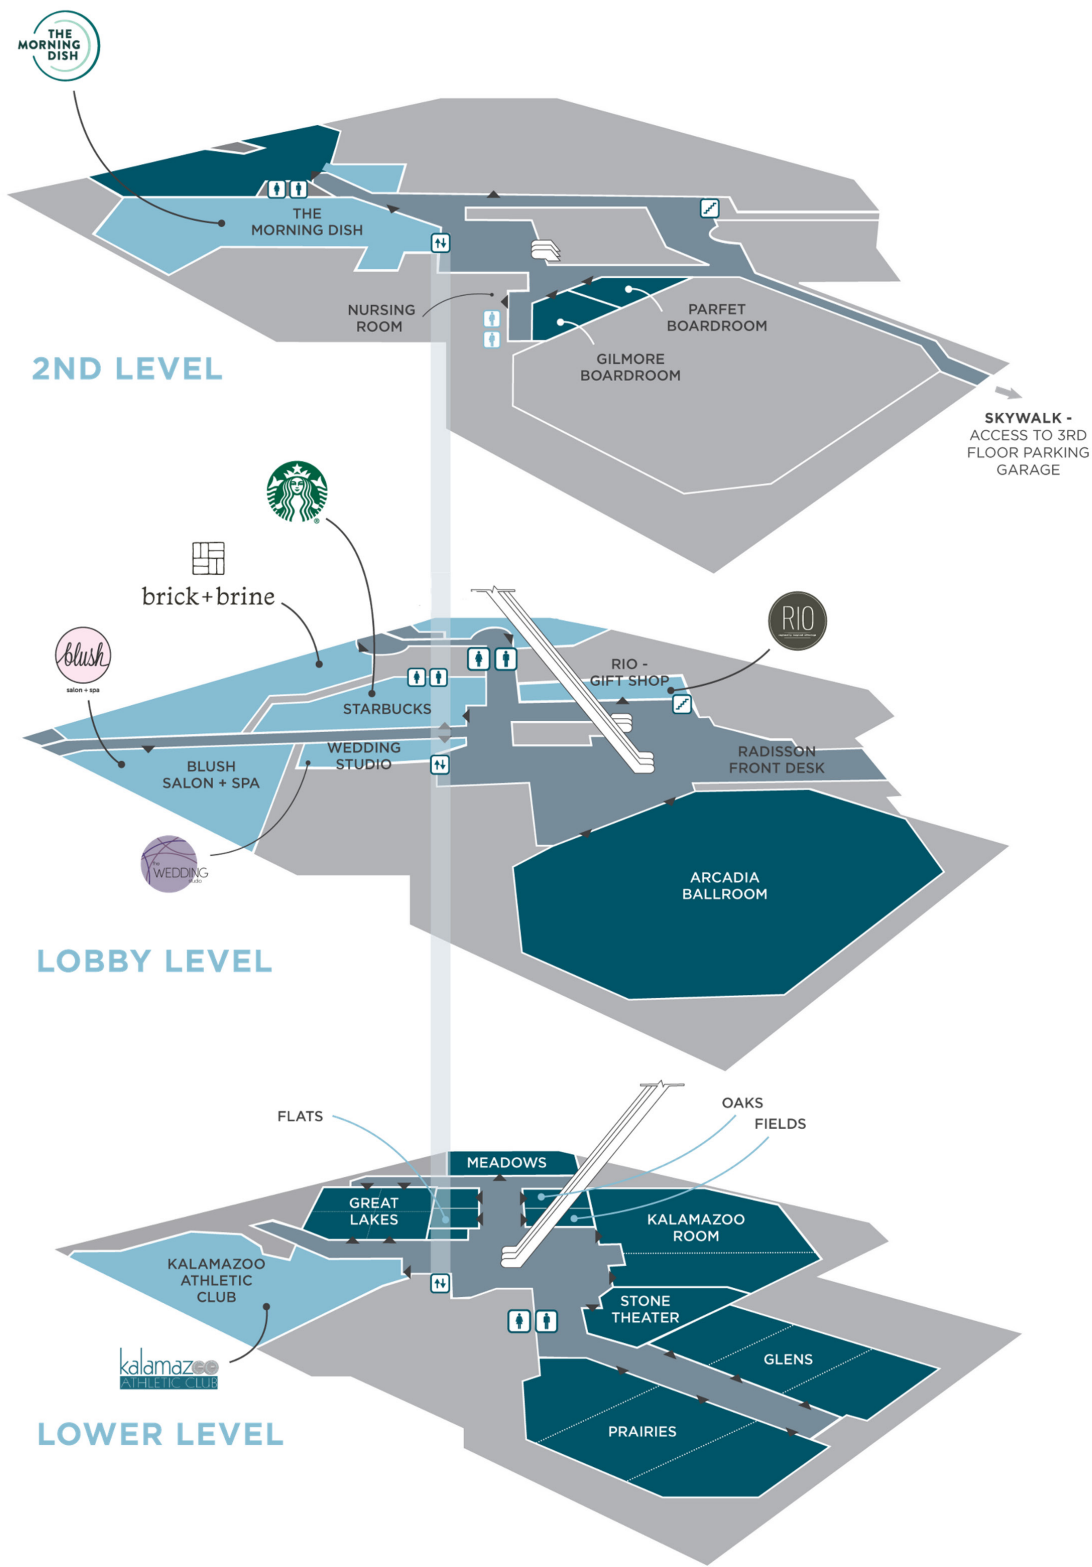 THE
MORNING
DISH
THE
MORNING DISH
NURSING
ROOM
PARFET
BOARDROOM
GILMORE
BOARDROOM
2ND LEVEL
SKYWALK -
ACCESS TO 3RD
FLOOR PARKING
GARAGE
brick+brine
blush
salon + spa
RIO
RIO -
GIFT SHOP
STARBUCKS
WEDDING
STUDIO
BLUSH
SALON + SPA
RADISSON
FRONT DESK
the
WEDDING
studio
ARCADIA
BALLROOM
LOBBY LEVEL
FLATS
OAKS
FIELDS
MEADOWS
GREAT
LAKES
KALAMAZOO
ROOM
KALAMAZOO
ATHLETIC
CLUB
STONE
THEATER
GLENS
kalamazoo
ATHLETIC CLUB
PRAIRIES
LOWER LEVEL